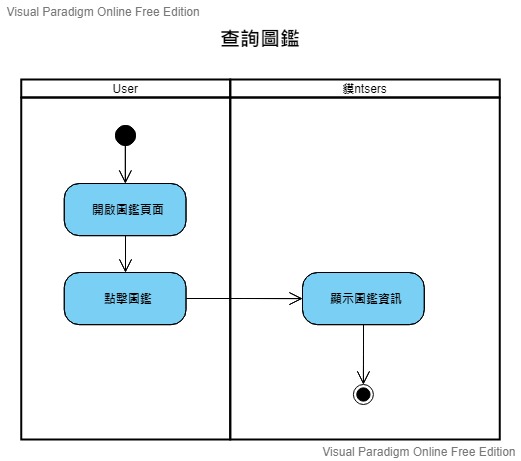 Visual Paradigm Online Free Edition
查詢圖鑑
User
貘ntsers
開啟圖鑑頁面
點擊圖鑑
顯示圖鑑資訊
Visual Paradigm Online Free Edition